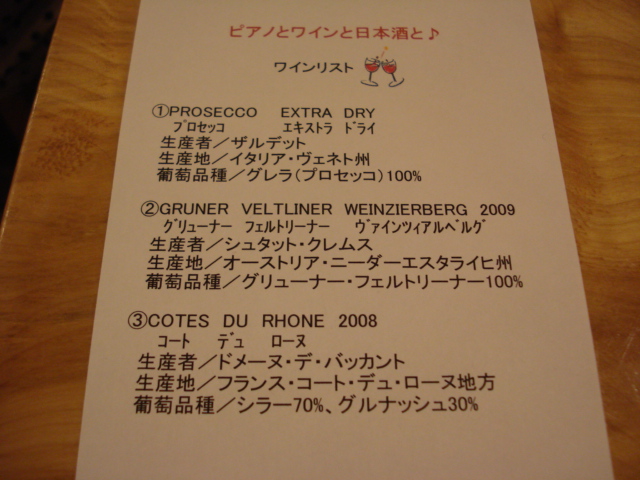 ピアノとワインと日本酒と♪
ワインリスト
①PROSECCO EXTRA DRY
ﾌﾟﾛｾｯｺ ｴｷｽﾄﾗ ﾄﾞﾗｲ
生産者／ザルデット
生産地／イタリア・ヴェネト州
葡萄品種／グレラ(プロセッコ)100%
②GRUNER VELTLINER WEINZIERBERG 2009
ｸﾞﾘｭｰﾅｰ ﾌｪﾙﾄﾘｰﾅｰ ｳﾞｧｲﾝﾂｨｱﾙﾍﾞﾙｸﾞ
生産者／シュタット・クレムス
生産地／オーストリア・ニーダーエスタライヒ州
葡萄品種／グリューナー・フェルトリーナー100%
③COTES DU RHONE 2008
ｺｰﾄ ﾃﾞｭ ﾛｰﾇ
生産者／ドメーヌ・デ・バッカント
生産地／フランス・コート・デュ・ローヌ地方
葡萄品種／シラー70%、グルナッシュ30%